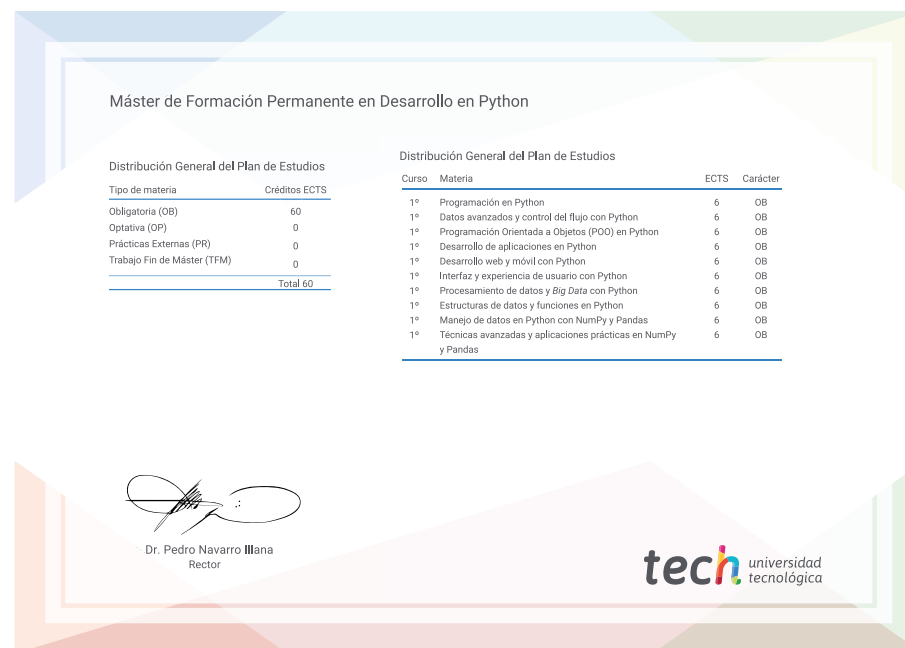 Máster de Formación Permanente en Desarrollo en Python
Distribución General del Plan de Estudios
Tipo de materia Créditos ECTS
Obligatoria (OB) 60
Optativa (OP) 0
Prácticas Externas (PR) 0
Trabajo Fin de Máster (TFM) 0
Total 60
Distribución General del Plan de Estudios
Curso Materia ECTS Carácter
1º Programación en Python 6 OB
1º Datos avanzados y control del flujo con Python 6 OB
1º Programación Orientada a Objetos (POO) en Python 6 OB
1º Desarrollo de aplicaciones en Python 6 OB
1º Desarrollo web y móvil con Python 6 OB
1º Interfaz y experiencia de usuario con Python 6 OB
1º Procesamiento de datos y Big Data con Python 6 OB
1º Estructuras de datos y funciones en Python 6 OB
1º Manejo de datos en Python con NumPy y Pandas 6 OB
1º Técnicas avanzadas y aplicaciones prácticas en NumPy 6 OB
y Pandas
Dr. Pedro Navarro Illana
Rector
tech universidad
tecnológica